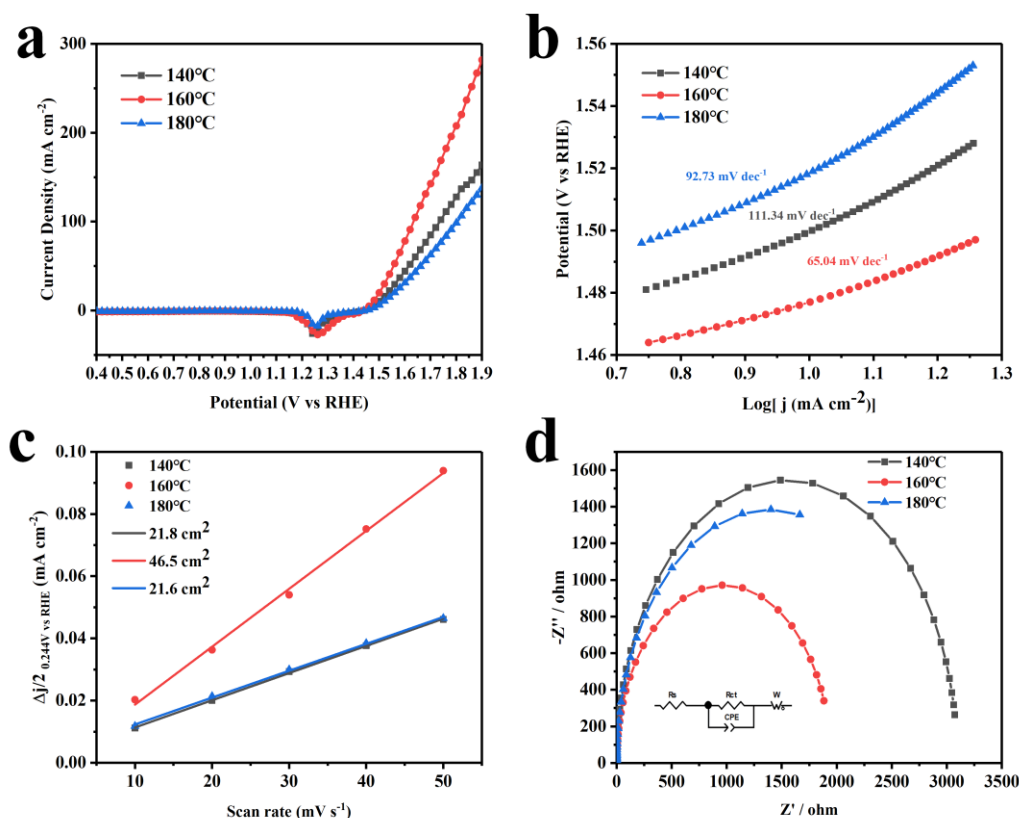 a
300
200
100
0
Current Density (mA cm-2)
140°C
160°C
180°C
0.4 0.5 0.6 0.7 0.8 0.9 1.0 1.1 1.2 1.3 1.4 1.5 1.6 1.7 1.8 1.9
Potential (V vs RHE)
b
1.56
1.54
1.52
1.50
1.48
1.46
Potential (V vs RHE)
140°C
160°C
180°C
92.73 mV dec-1
111.34 mV dec-1
65.04 mV dec-1
0.7 0.8 0.9 1.0 1.1 1.2 1.3
Log[ j (mA cm-2)]
c
0.10
0.08
0.06
0.04
0.02
0.00
Δj/2 0.244V vs RHE (mA cm-2)
140°C
160°C
180°C
21.8 cm2
46.5 cm2
21.6 cm2
10 20 30 40 50
Scan rate (mV s-1)
d
1600
1400
1200
1000
800
600
400
200
0
-Z'' / ohm
140°C
160°C
180°C
Rs
Rct
W
CPE
Ws
0 500 1000 1500 2000 2500 3000 3500
Z' / ohm